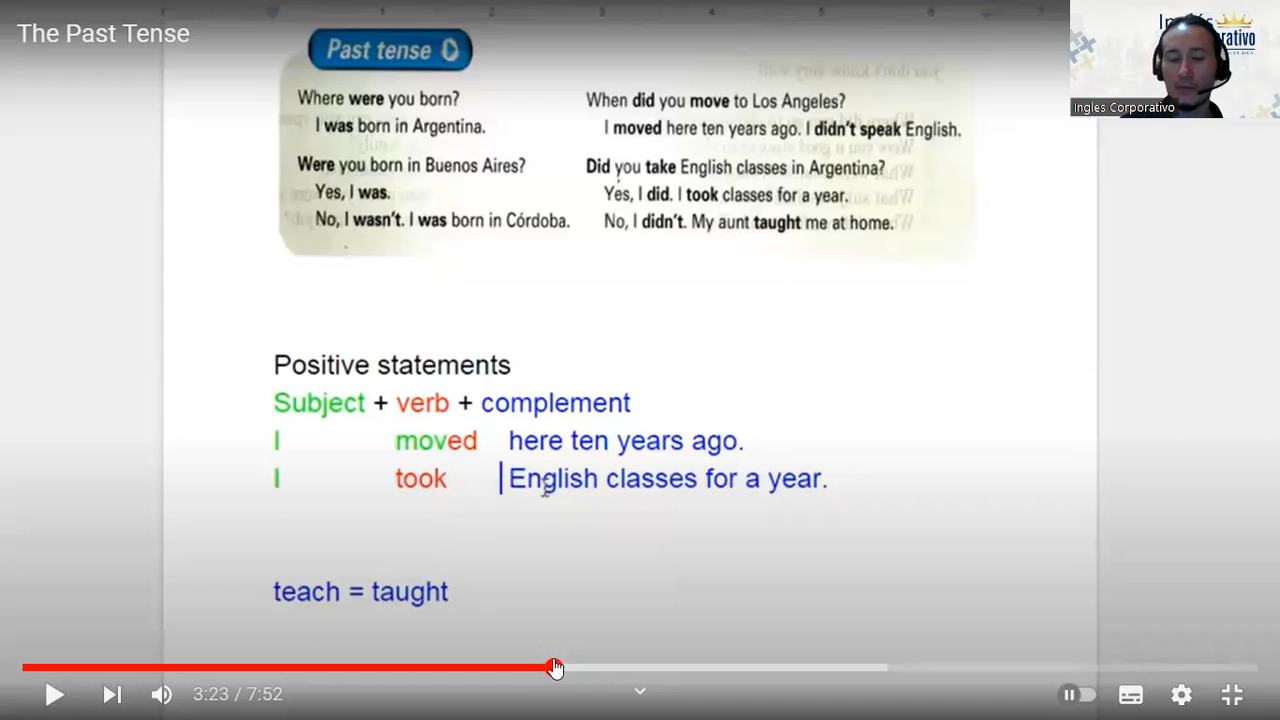 The Past Tense
Inglés
rativo
Ingles Corporativo
Past tense
Where were you born?
I was born in Argentina.
Were you born in Buenos Aires?
Yes, I was.
No, I wasn't. I was born in Córdoba.
When did you move to Los Angeles?
I moved here ten years ago. I didn't speak English.
Did you take English classes in Argentina?
Yes, I did. I took classes for a year.
No, I didn't. My aunt taught me at home.
Positive statements
Subject + verb + complement
I moved here ten years ago.
I took English classes for a year.
teach = taught
3:23 / 7:52